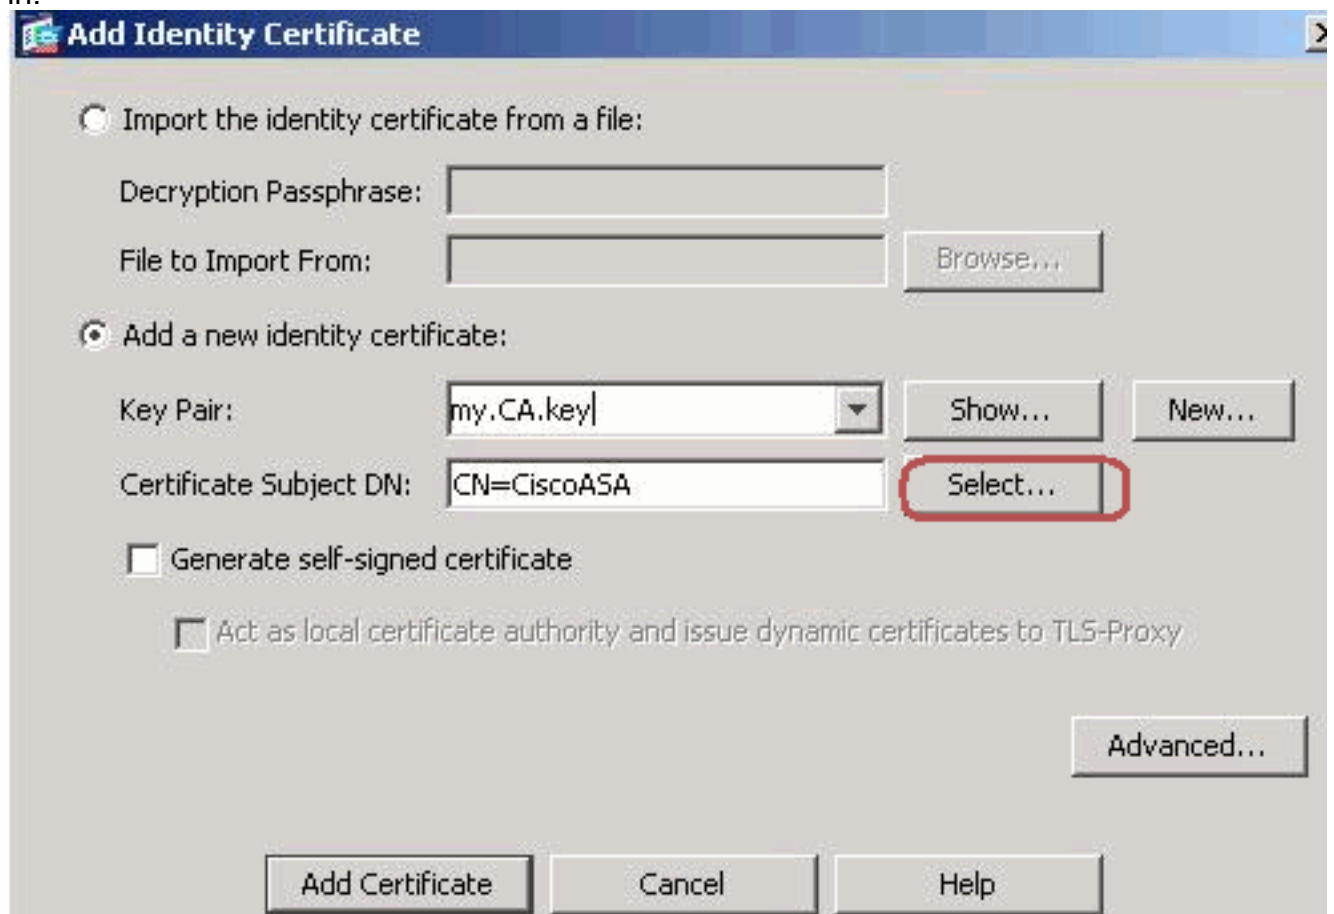 in.
Add Identity Certificate
Import the identity certificate from a file:
Decryption Passphrase:
File to Import From: Browse...
Add a new identity certificate:
Key Pair: my.CA.key Show... New...
Certificate Subject DN: CN=CiscoASA Select...
Generate self-signed certificate
Act as local certificate authority and issue dynamic certificates to TLS-Proxy
Advanced...
Add Certificate Cancel Help